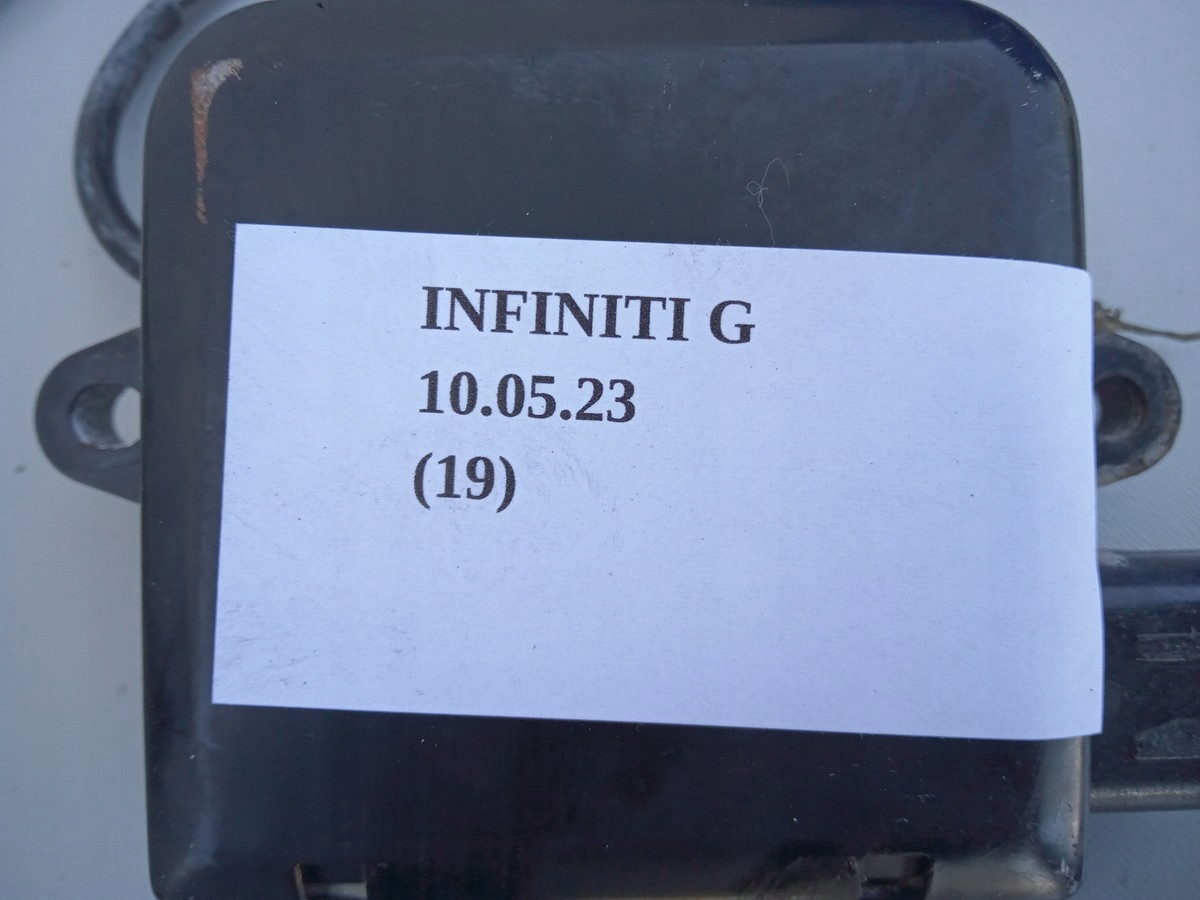 INFINITI G
10.05.23
(19)